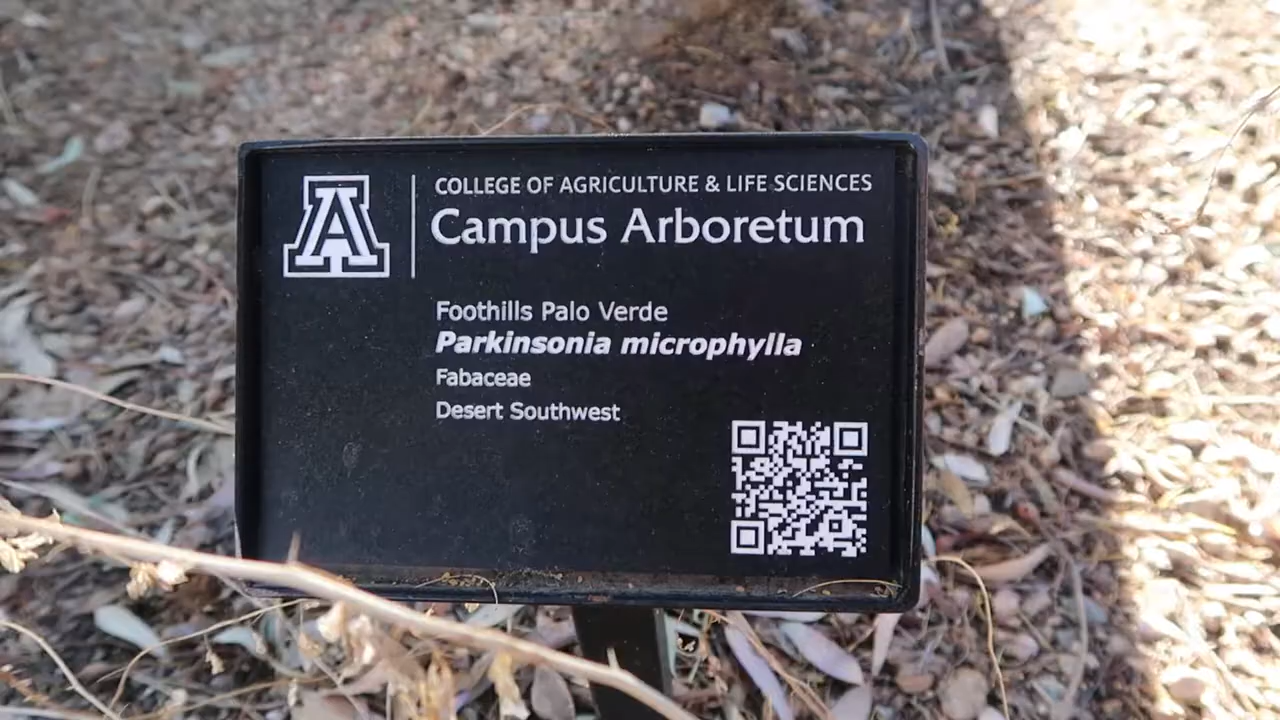 A
COLLEGE OF AGRICULTURE & LIFE SCIENCES
Campus Arboretum
Foothills Palo Verde
Parkinsonia microphylla
Fabaceae
Desert Southwest